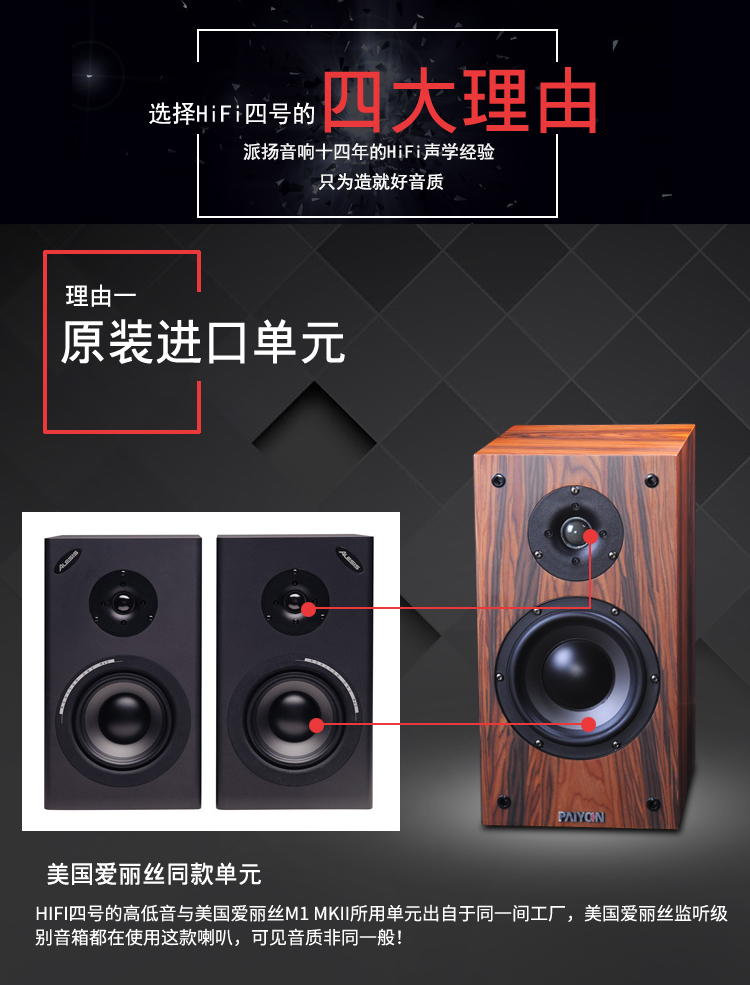 选择HiFi四号的四大理由
派扬音响十四年的HiFi声学经验
只为造就好音质
理由一
原装进口单元
ALESIS
ALESIS
PAIYON
美国爱丽丝同款单元
HIFI四号的高低音与美国爱丽丝M1 MKII所用单元出自于同一间工厂，美国爱丽丝监听级
别音箱都在使用这款喇叭，可见音质非同一般！